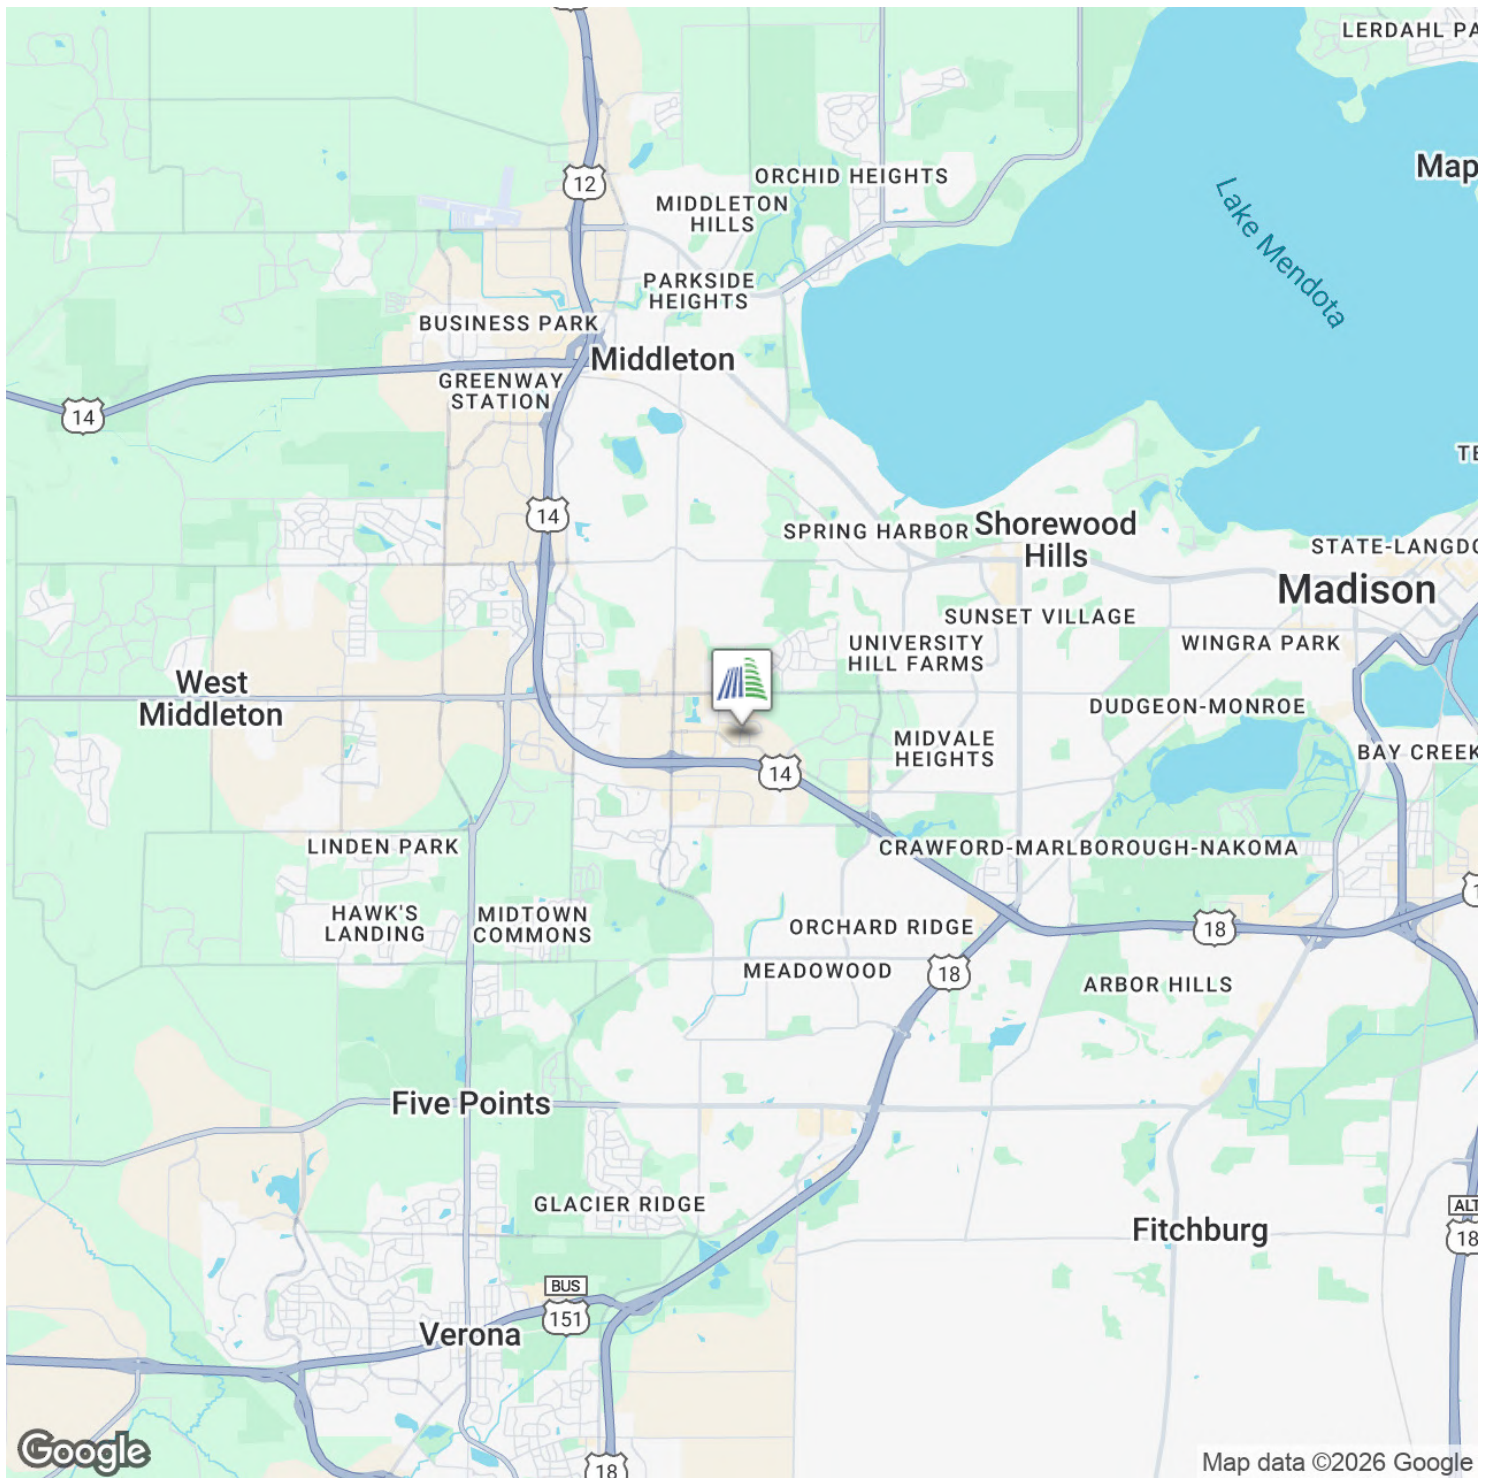 LERDAHL PA
12
ORCHID HEIGHTS
Map
MIDDLETON
HILLS
Lake Mendota
PARKSIDE
HEIGHTS
BUSINESS PARK
Middleton
GREENWAY
STATION
14
TE
14
SPRING HARBOR
Shorewood
Hills
STATE-LANGDO
Madison
SUNSET VILLAGE
UNIVERSITY
HILL FARMS
WINGRA PARK
West
Middleton
DUDGEON-MONROE
MIDVALE
HEIGHTS
BAY CREEK
14
LINDEN PARK
CRAWFORD-MARLBOROUGH-NAKOMA
1
HAWK'S
LANDING
MIDTOWN
COMMONS
ORCHARD RIDGE
18
MEADOWOOD
18
ARBOR HILLS
Five Points
GLACIER RIDGE
ALT
18
Fitchburg
BUS
151
Verona
18
Google
Map data ©2026 Google